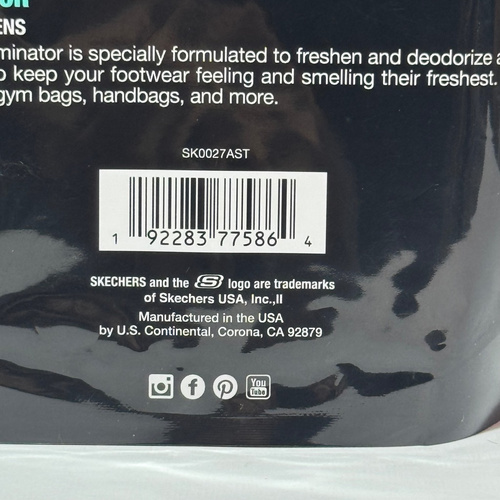 ENS
minator is specially formulated to freshen and deodorize
o keep your footwear feeling and smelling their freshest.
gym bags, handbags, and more.
SK0027AST
1 92283 77586 4
SKECHERS and the S logo are trademarks
of Skechers USA, Inc.,II
Manufactured in the USA
by U.S. Continental, Corona, CA 92879
You Tube